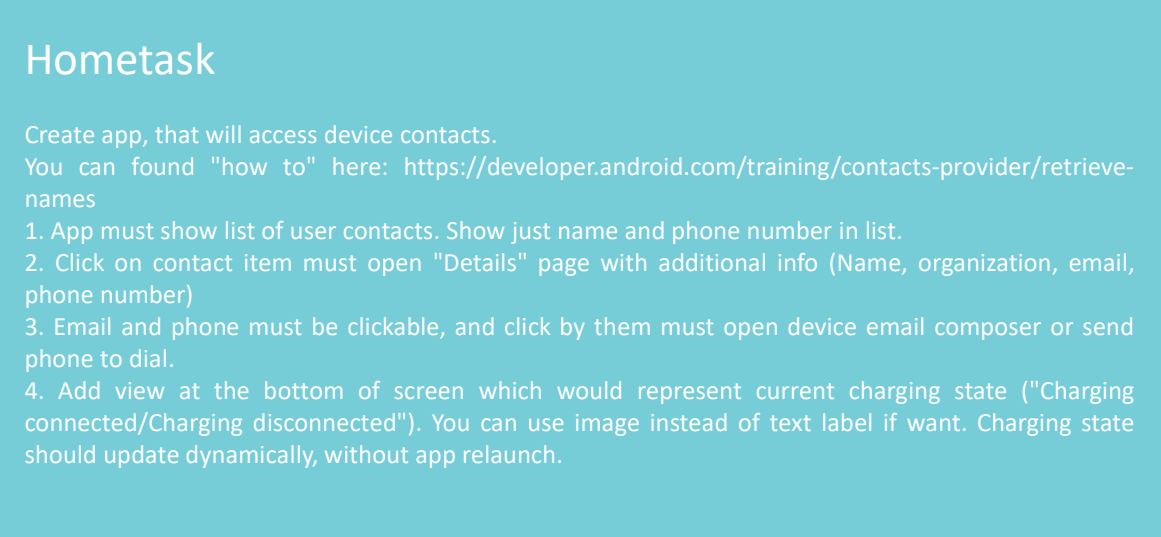 Hometask
Create app, that will access device contacts.
You can found "how to" here: https://developer.android.com/training/contacts-provider/retrieve-
names
1. App must show list of user contacts. Show just name and phone number in list.
2. Click on contact item must open "Details" page with additional info (Name, organization, email,
phone number)
3. Email and phone must be clickable, and click by them must open device email composer or send
phone to dial.
4. Add view at the bottom of screen which would represent current charging state ("Charging
connected/Charging disconnected"). You can use image instead of text label if want. Charging state
should update dynamically, without app relaunch.